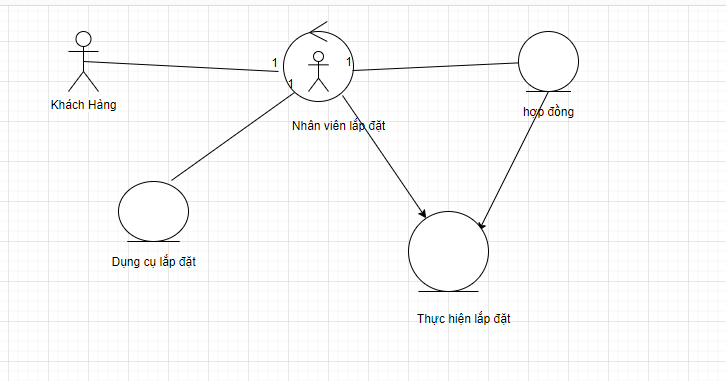 Khách Hàng
1
1
1
Nhân viên lắp đặt
hợp đồng
Dụng cụ lắp đặt
Thực hiện lắp đặt